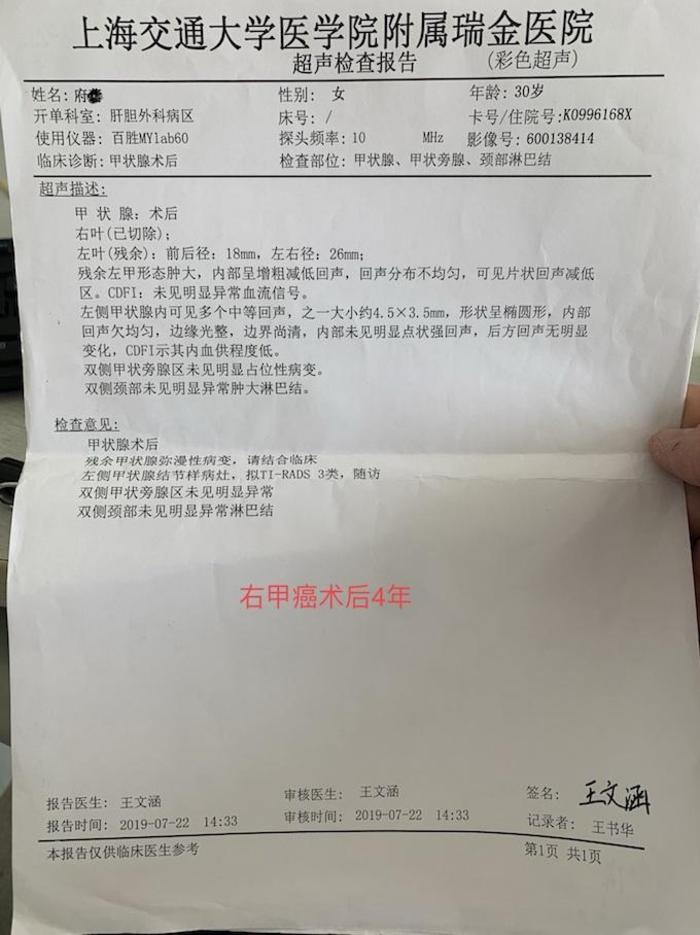 上海交通大学医学院附属瑞金医院
超声检查报告 (彩色超声)
姓名: 府 性别: 女 年龄: 30岁
开单科室: 肝胆外科病区 床号: / 卡号/住院号:K0996168X
使用仪器: 百胜MYlab60 探头频率: 10 MHz 影像号: 600138414
临床诊断: 甲状腺术后 检查部位: 甲状腺、甲状旁腺、颈部淋巴结
超声描述:
甲 状 腺: 术后
右叶(已切除);
左叶(残余): 前后径: 18mm, 左右径: 26mm;
残余左甲形态肿大, 内部呈增粗减低回声, 回声分布不均匀, 可见片状回声减低
区。CDFI: 未见明显异常血流信号。
左侧甲状腺内可见多个中等回声, 之一大小约4.5×3.5mm, 形状呈椭圆形, 内部
回声欠均匀, 边缘光整, 边界尚清, 内部未见明显点状强回声, 后方回声无明显
变化, CDFI示其内血供程度低。
双侧甲状旁腺区未见明显占位性病变。
双侧颈部未见明显异常肿大淋巴结。
检查意见:
甲状腺术后
残余甲状腺弥漫性病变, 请结合临床
左侧甲状腺结节样病灶, 拟TI-RADS 3类, 随访
双侧甲状旁腺区未见明显异常
双侧颈部未见明显异常淋巴结
右甲癌术后4年
报告医生: 王文涵 审核医生: 王文涵 签名: 王文涵
报告时间: 2019-07-22 14:33 审核时间: 2019-07-22 14:33 记录者: 王书华
本报告仅供临床医生参考 第1页 共1页